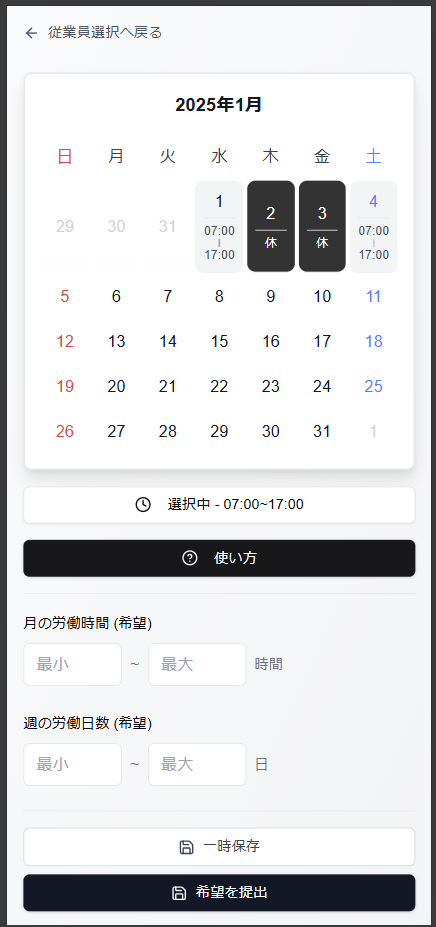 従業員選択へ戻る
2025年1月
日 月 火 水 木 金 土
29 30 31 1 2 3 4
07:00 休 休 07:00
| |
17:00 17:00
5 6 7 8 9 10 11
12 13 14 15 16 17 18
19 20 21 22 23 24 25
26 27 28 29 30 31 1
選択中 - 07:00~17:00
使い方
月の労働時間 (希望)
最小 ~ 最大 時間
週の労働日数 (希望)
最小 ~ 最大 日
一時保存
希望を提出